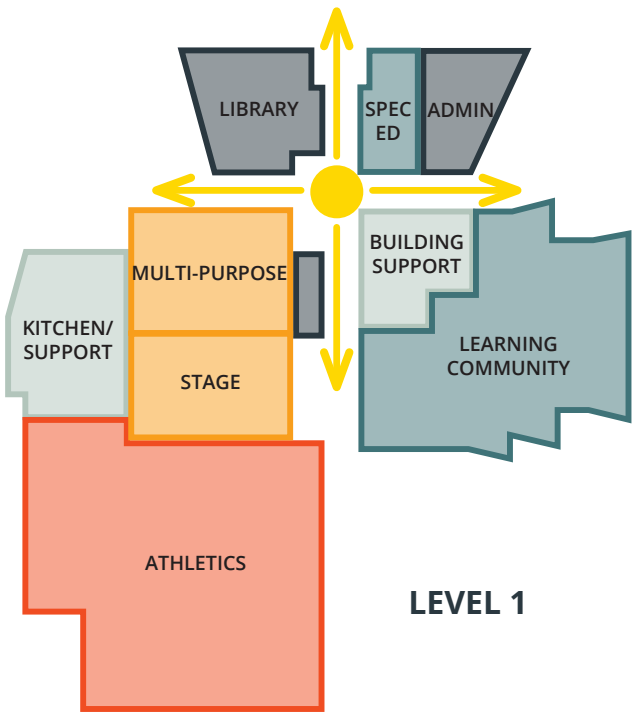 LIBRARY
SPEC
ED
ADMIN
MULTI-PURPOSE
BUILDING
SUPPORT
KITCHEN/
SUPPORT
STAGE
LEARNING
COMMUNITY
ATHLETICS
LEVEL 1